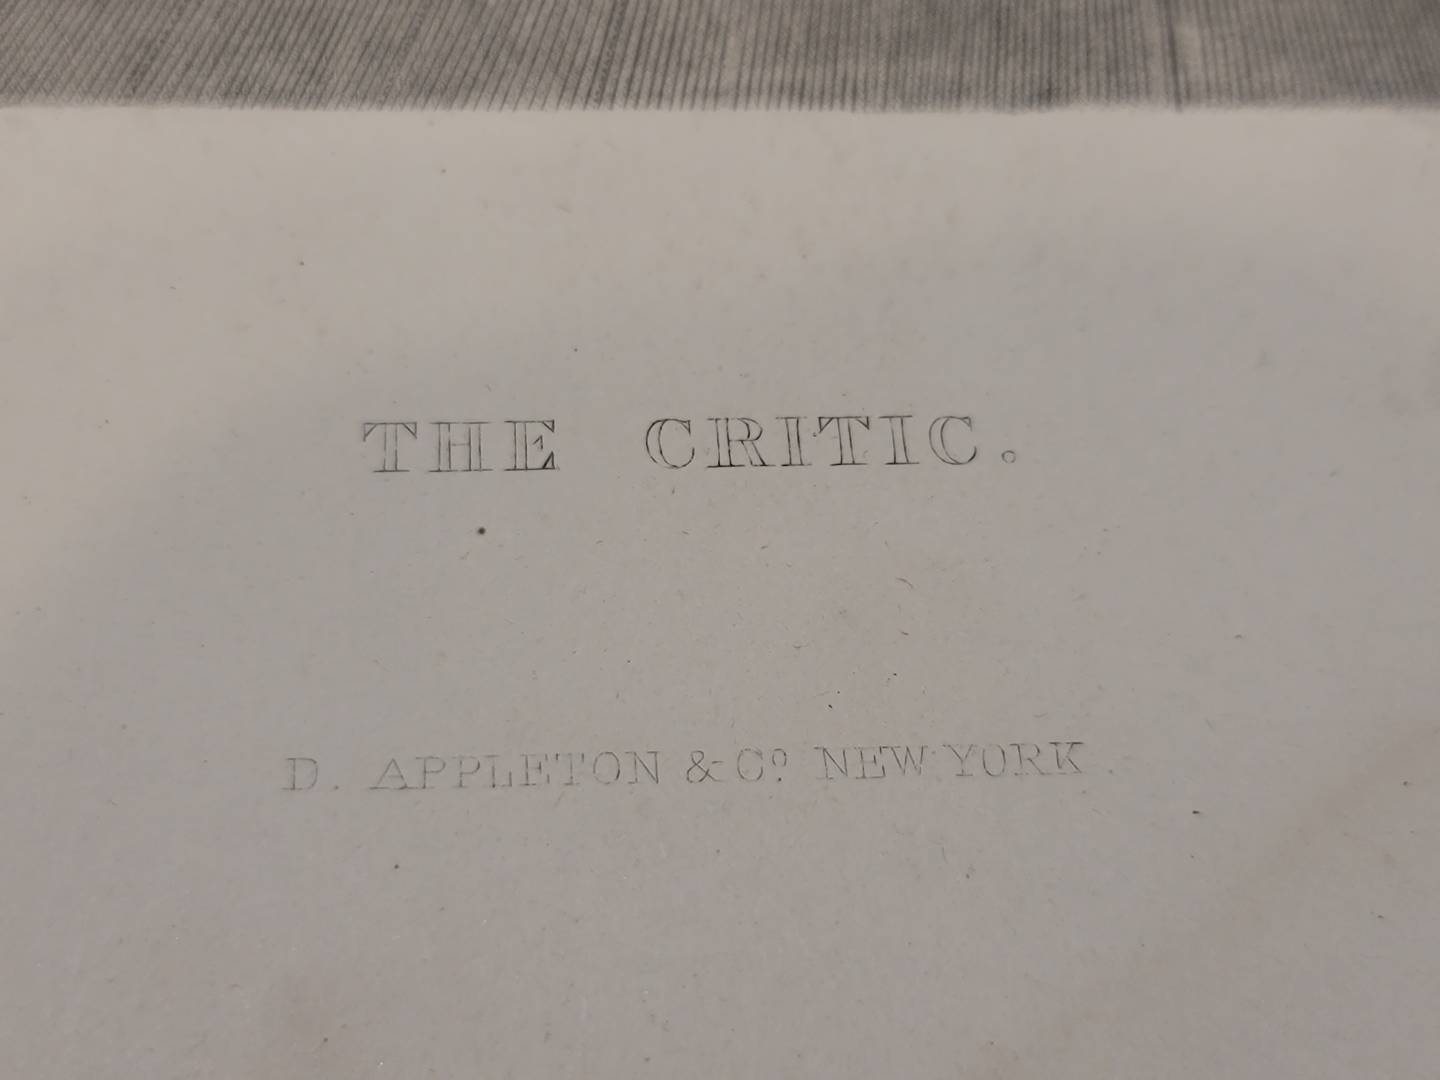 THE CRITIC.
D. APPLETON & Cº NEW YORK.